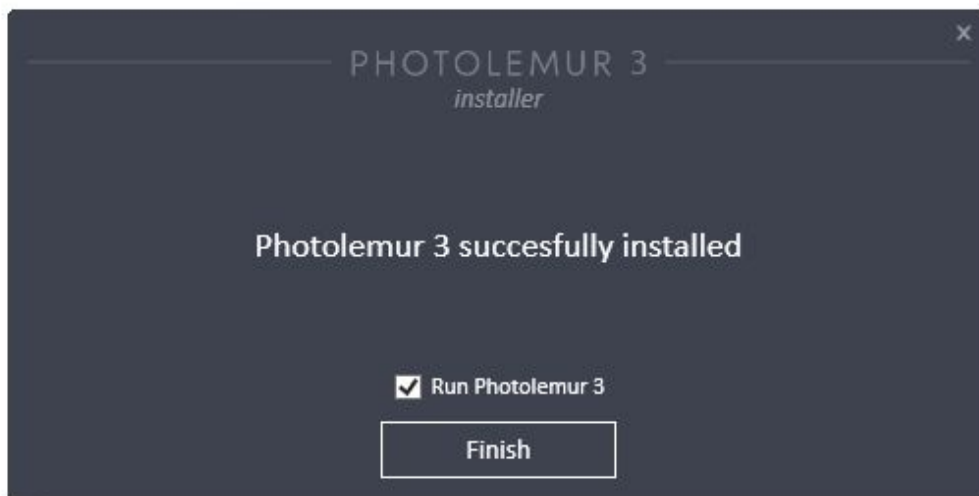 PHOTOLEMUR 3
installer
Photolemur 3 succesfully installed
Run Photolemur 3
Finish